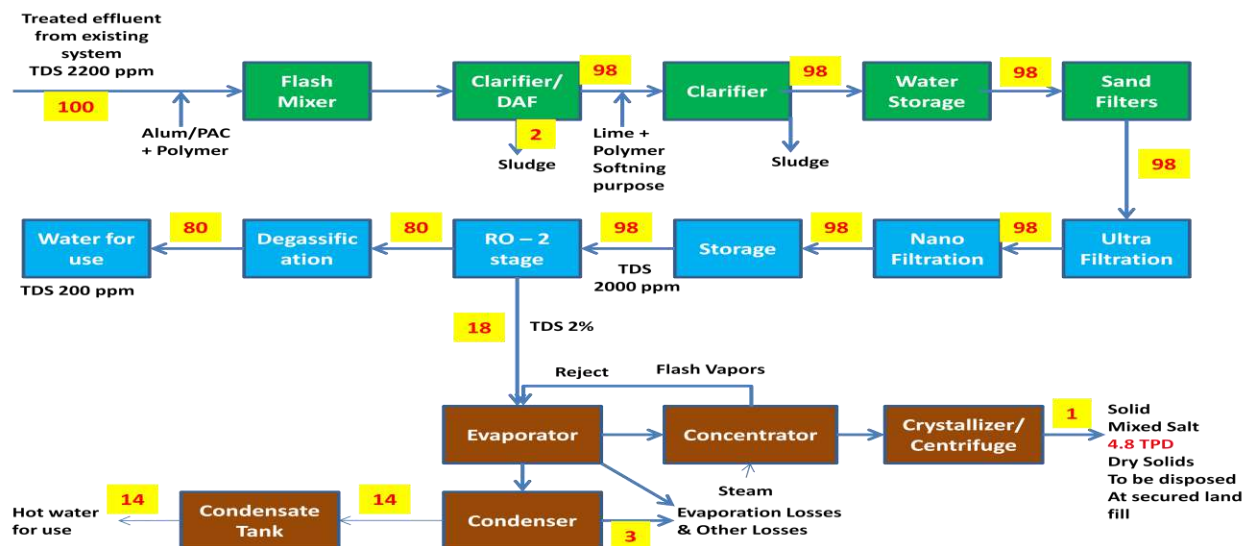 Treated effluent
from existing
system
TDS 2200 ppm
100
Alum/PAC
+ Polymer
Flash
Mixer
Clarifier/
DAF
2
Sludge
98
Lime +
Polymer
Softning
purpose
Clarifier
Sludge
98
Water
Storage
98
Sand
Filters
98
Water for
use
TDS 200 ppm
80
Degassific
ation
80
RO – 2
stage
98
TDS
2000 ppm
Storage
98
Nano
Filtration
98
Ultra
Filtration
18
TDS 2%
Reject
Flash Vapors
Evaporator
Concentrator
Crystallizer/
Centrifuge
1
Solid
Mixed Salt
4.8 TPD
Dry Solids
To be disposed
At secured land
fill
Steam
Evaporation Losses
& Other Losses
Hot water
for use
14
Condensate
Tank
14
Condenser
3